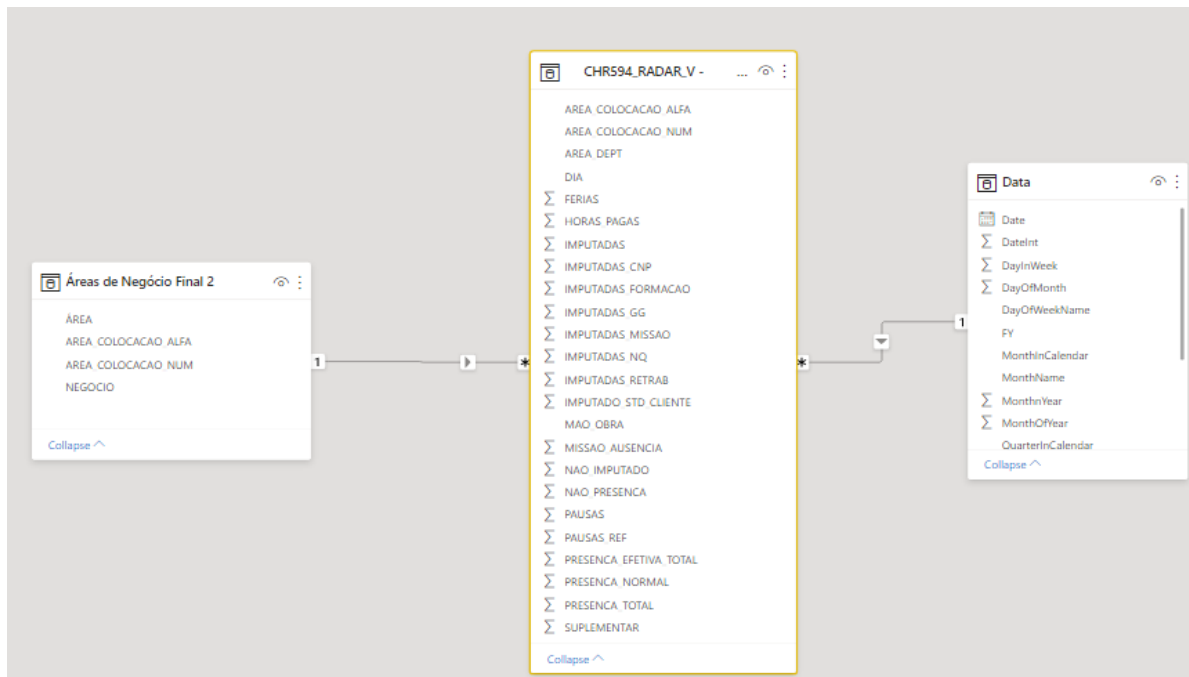 Áreas de Negócio Final 2
ÁREA
AREA_COLOCACAO_ALFA
AREA_COLOCACAO_NUM
NEGOCIO
Collapse
1
*
CHR594_RADAR_V - ...
AREA_COLOCACAO_ALFA
AREA_COLOCACAO_NUM
AREA_DEPT
DIA
FERIAS
HORAS_PAGAS
IMPUTADAS
IMPUTADAS_CNP
IMPUTADAS_FORMACAO
IMPUTADAS_GG
IMPUTADAS_MISSAO
IMPUTADAS_NQ
IMPUTADAS_RETRAB
IMPUTADO_STD_CLIENTE
MAO_OBRA
MISSAO_AUSENCIA
NAO_IMPUTADO
NAO_PRESENCA
PAUSAS
PAUSAS_REF
PRESENCA_EFETIVA_TOTAL
PRESENCA_NORMAL
PRESENCA_TOTAL
SUPLEMENTAR
Collapse
*
1
Data
Date
DateInt
DayInWeek
DayOfMonth
DayOfWeekName
FY
MonthInCalendar
MonthName
MonthnYear
MonthOfYear
QuarterInCalendar
Collapse